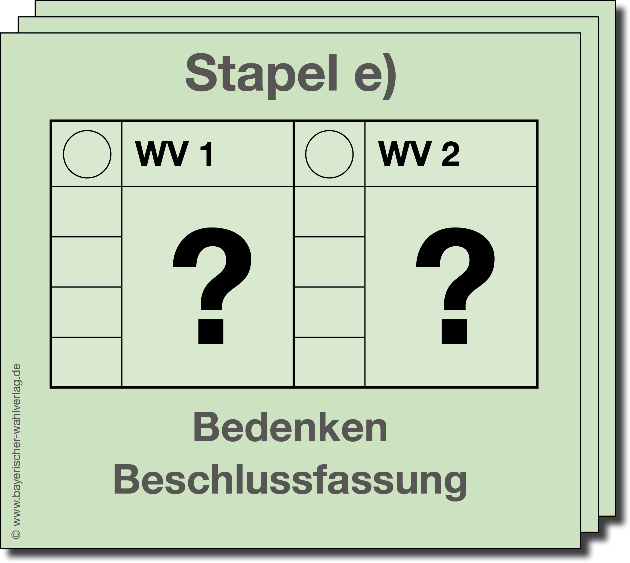 Stapel e)
WV 1 WV 2
? ?
Bedenken
Beschlussfassung
© www.bayerischer-wahlverlag.de